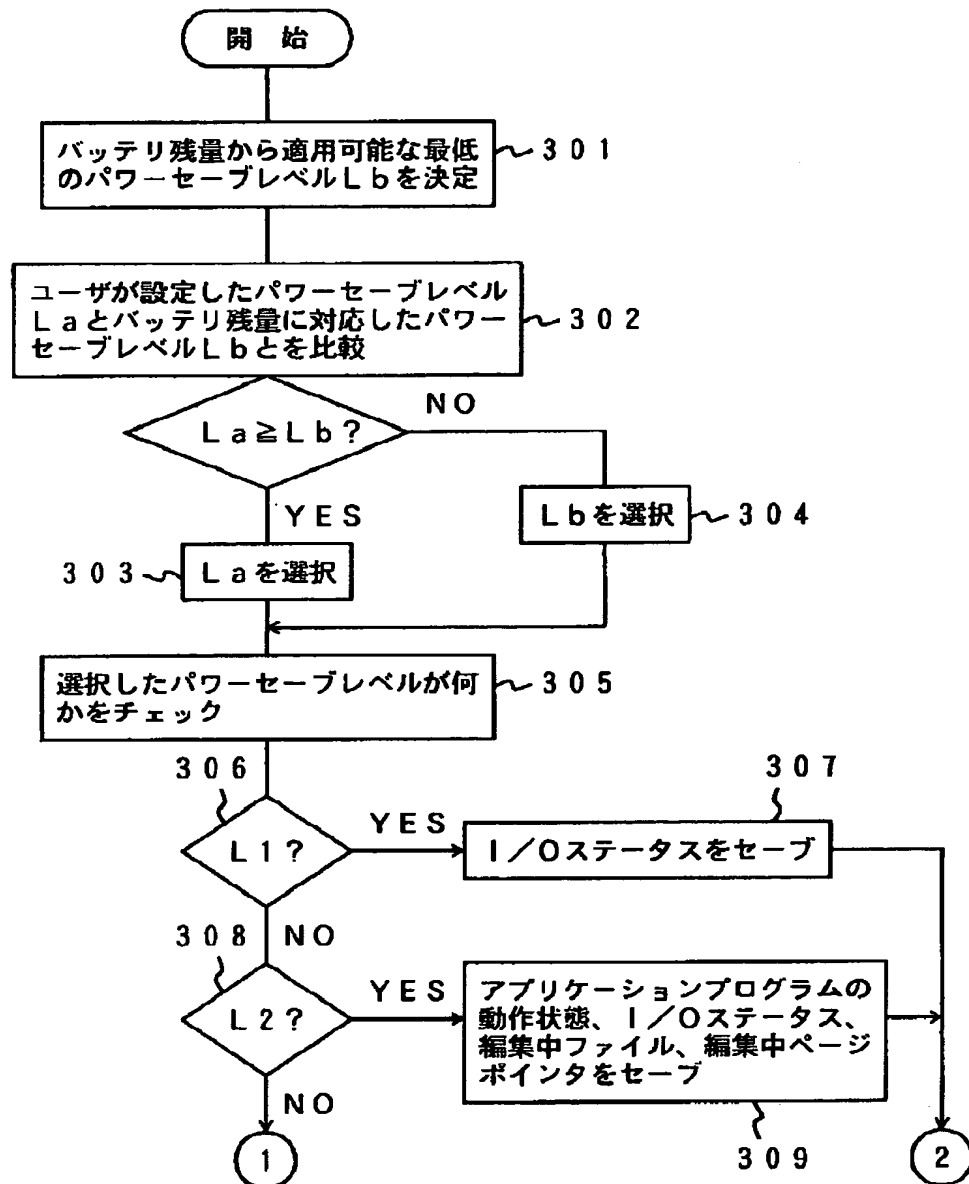 開 始
バッテリ残量から適用可能な最低
のパワーセーブレベルLbを決定
301
ユーザが設定したパワーセーブレベル
Laとバッテリ残量に対応したパワー
セーブレベルLbとを比較
302
La≧Lb?
NO
YES
Lbを選択
304
303
Laを選択
選択したパワーセーブレベルが何
かをチェック
305
306
L1?
YES
307
I/Oステータスをセーブ
NO
308
L2?
YES
アプリケーションプログラムの
動作状態、I/Oステータス、
編集中ファイル、編集中ページ
ポインタをセーブ
309
NO
1
2